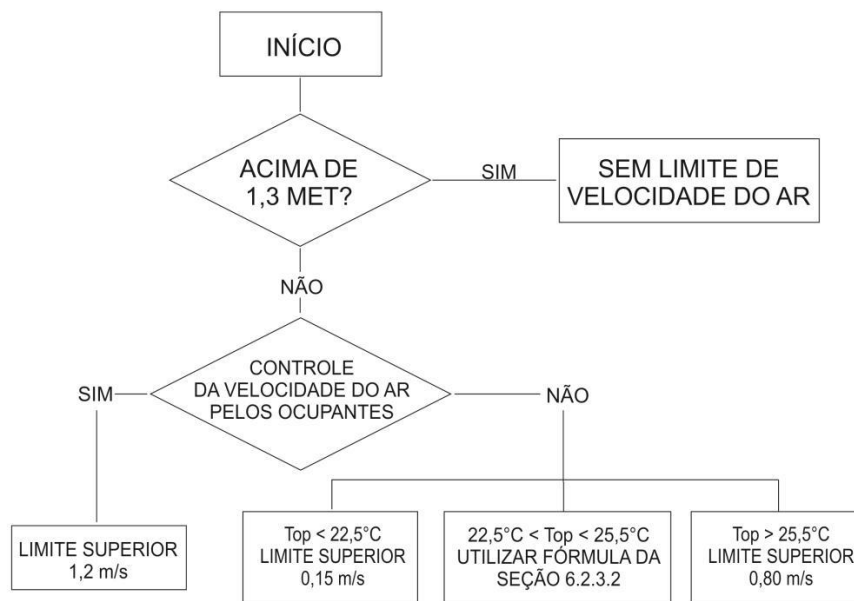 INÍCIO
ACIMA DE
1,3 MET?
SIM
SEM LIMITE DE
VELOCIDADE DO AR
NÃO
CONTROLE
DA VELOCIDADE DO AR
PELOS OCUPANTES
SIM
NÃO
LIMITE SUPERIOR
1,2 m/s
Top < 22,5°C
LIMITE SUPERIOR
0,15 m/s
22,5°C < Top < 25,5°C
UTILIZAR FÓRMULA DA
SEÇÃO 6.2.3.2
Top > 25,5°C
LIMITE SUPERIOR
0,80 m/s